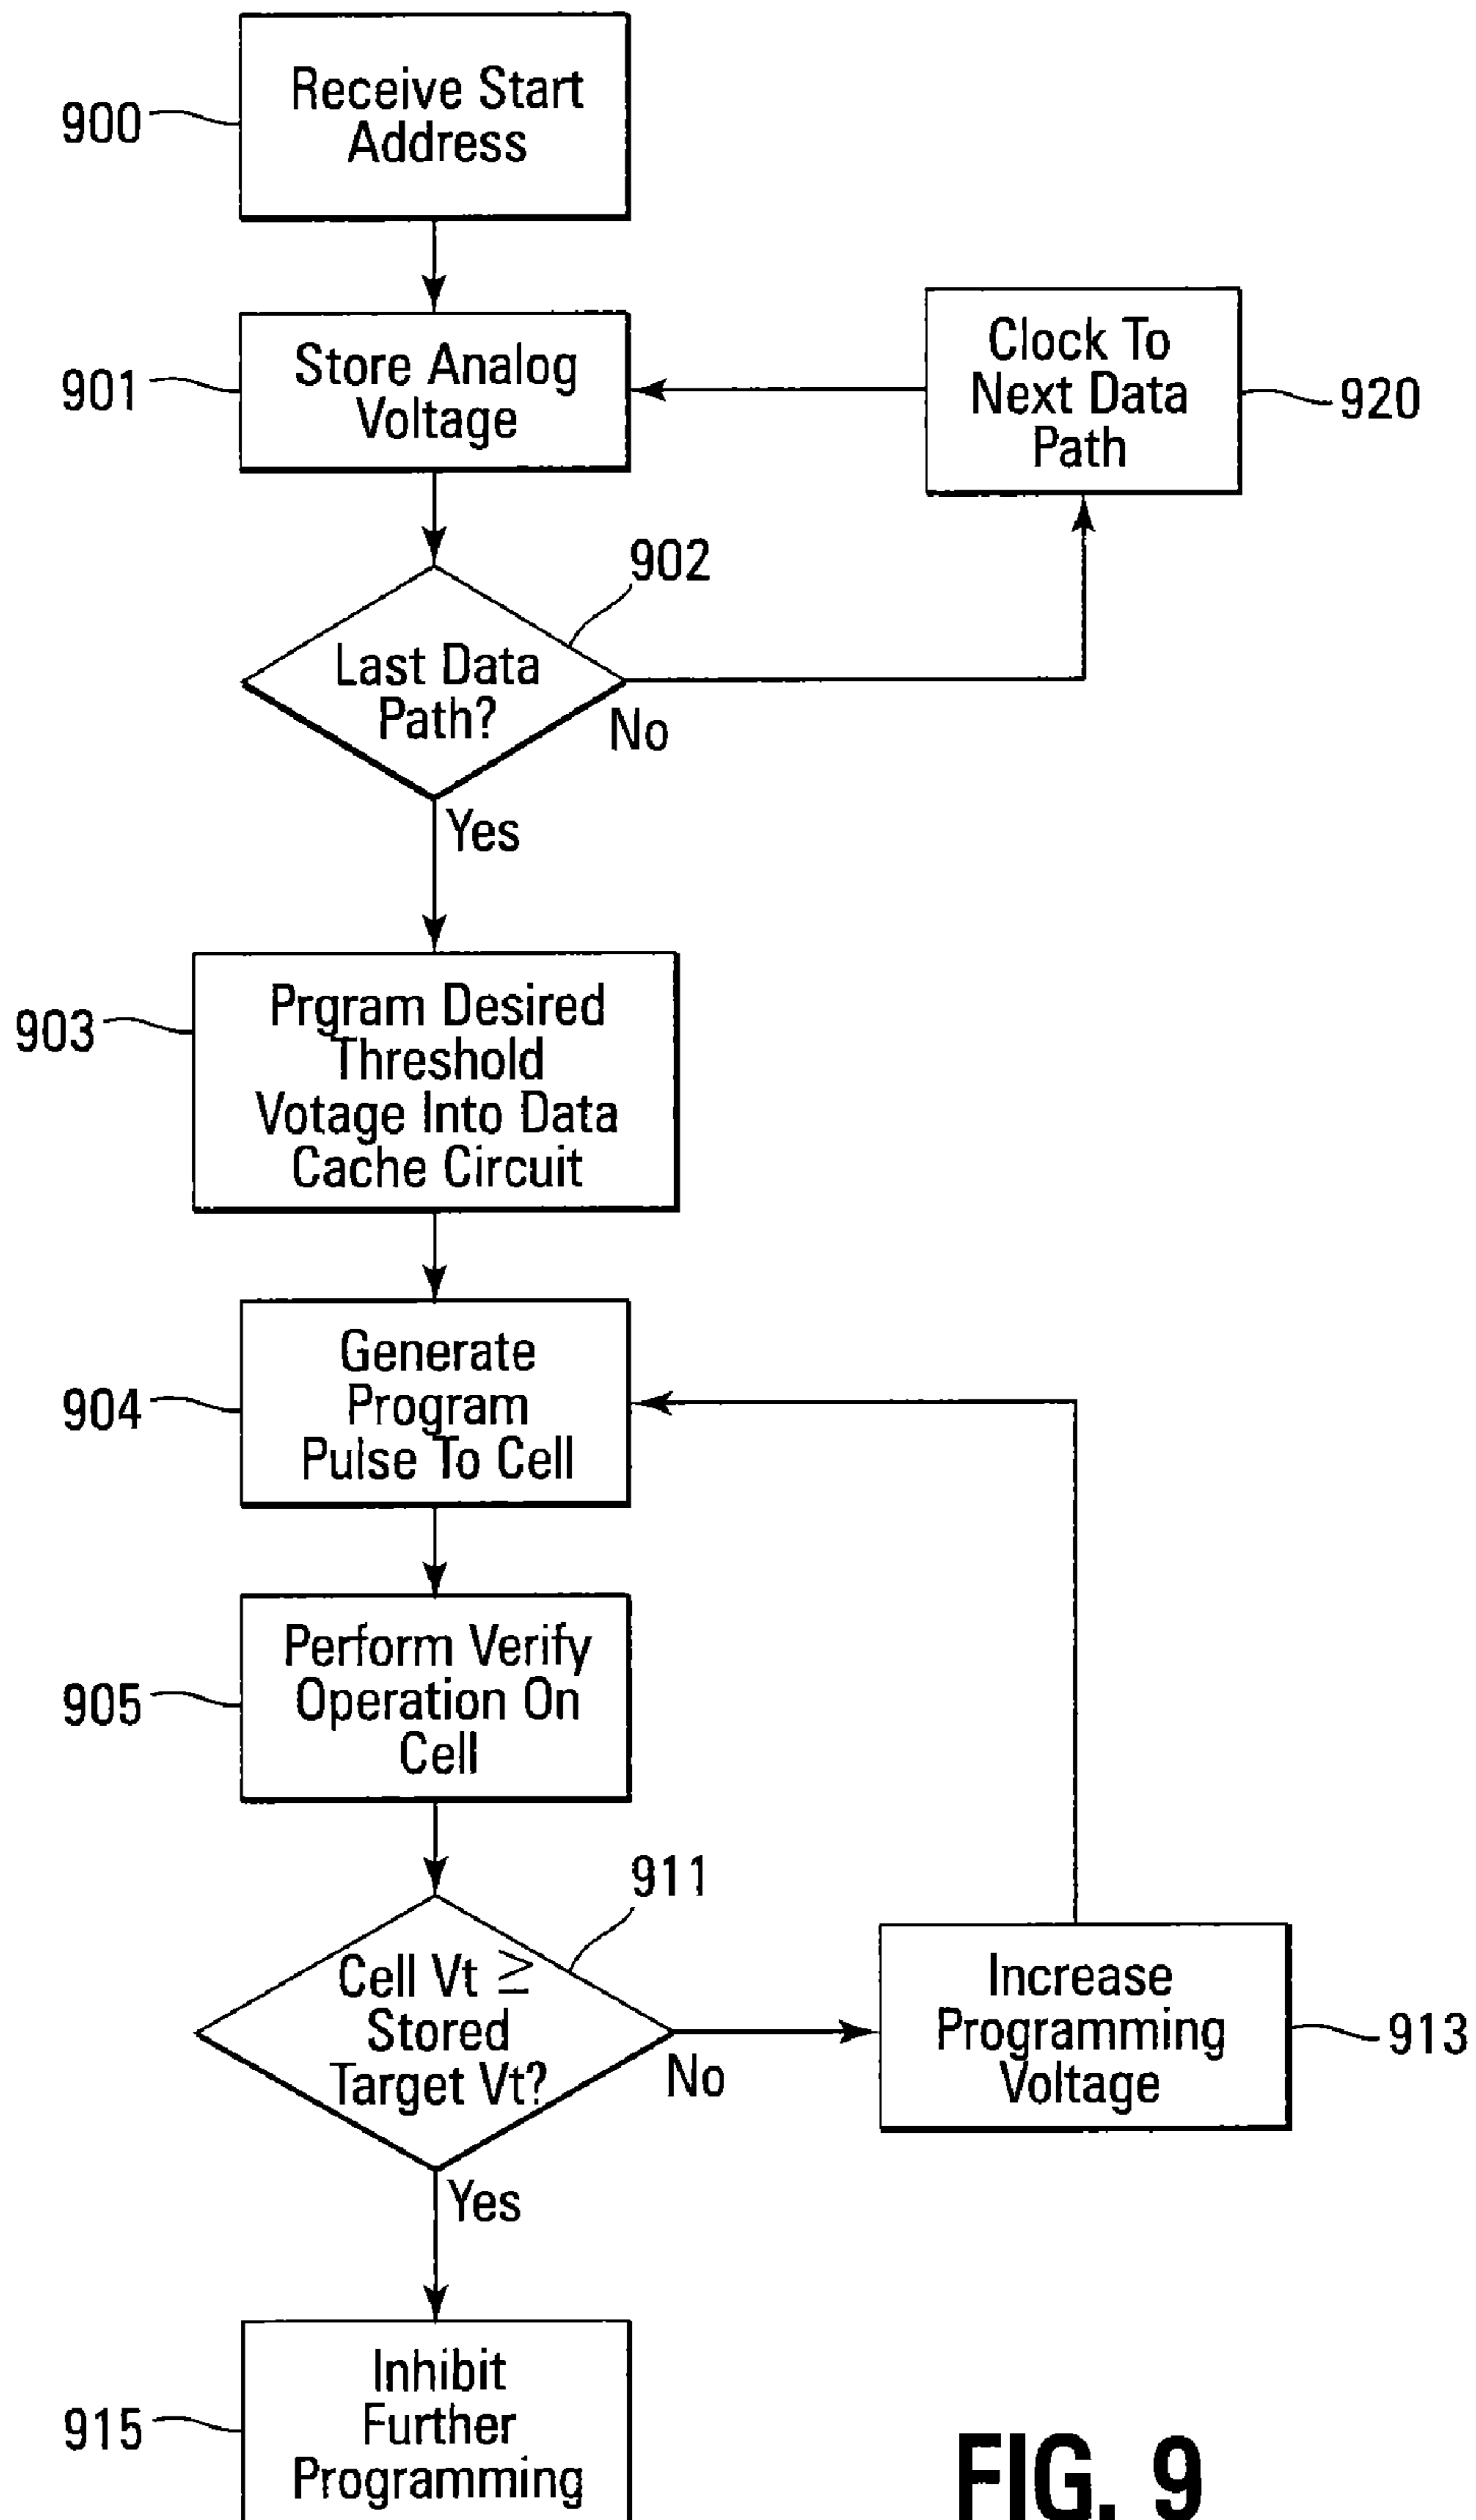 Receive Start
Address
900
Store Analog
Voltage
901
Clock To
Next Data
Path
920
902
Last Data
Path?
No
Yes
Prgram Desired
Threshold
Votage Into Data
Cache Circuit
903
Generate
Program
Pulse To Cell
904
Perform Verify
Operation On
Cell
905
911
Cell Vt ≥
Stored
Target Vt?
No
Increase
Programming
Voltage
913
Yes
Inhibit
Further
Programming
915
FIG. 9